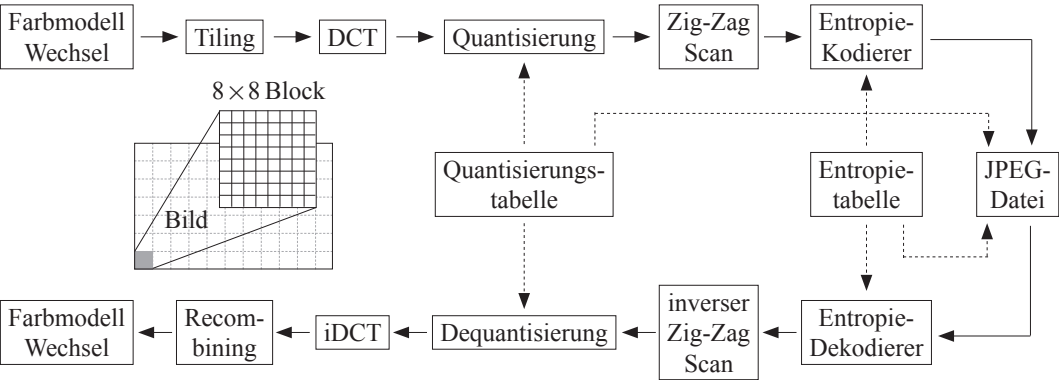 Farbmodell
Wechsel
Tiling
DCT
Quantisierung
Zig-Zag
Scan
Entropie-
Kodierer
8 × 8 Block
Bild
Quantisierungs-
tabelle
Entropie-
tabelle
JPEG-
Datei
Farbmodell
Wechsel
Recom-
bining
iDCT
Dequantisierung
inverser
Zig-Zag
Scan
Entropie-
Dekodierer